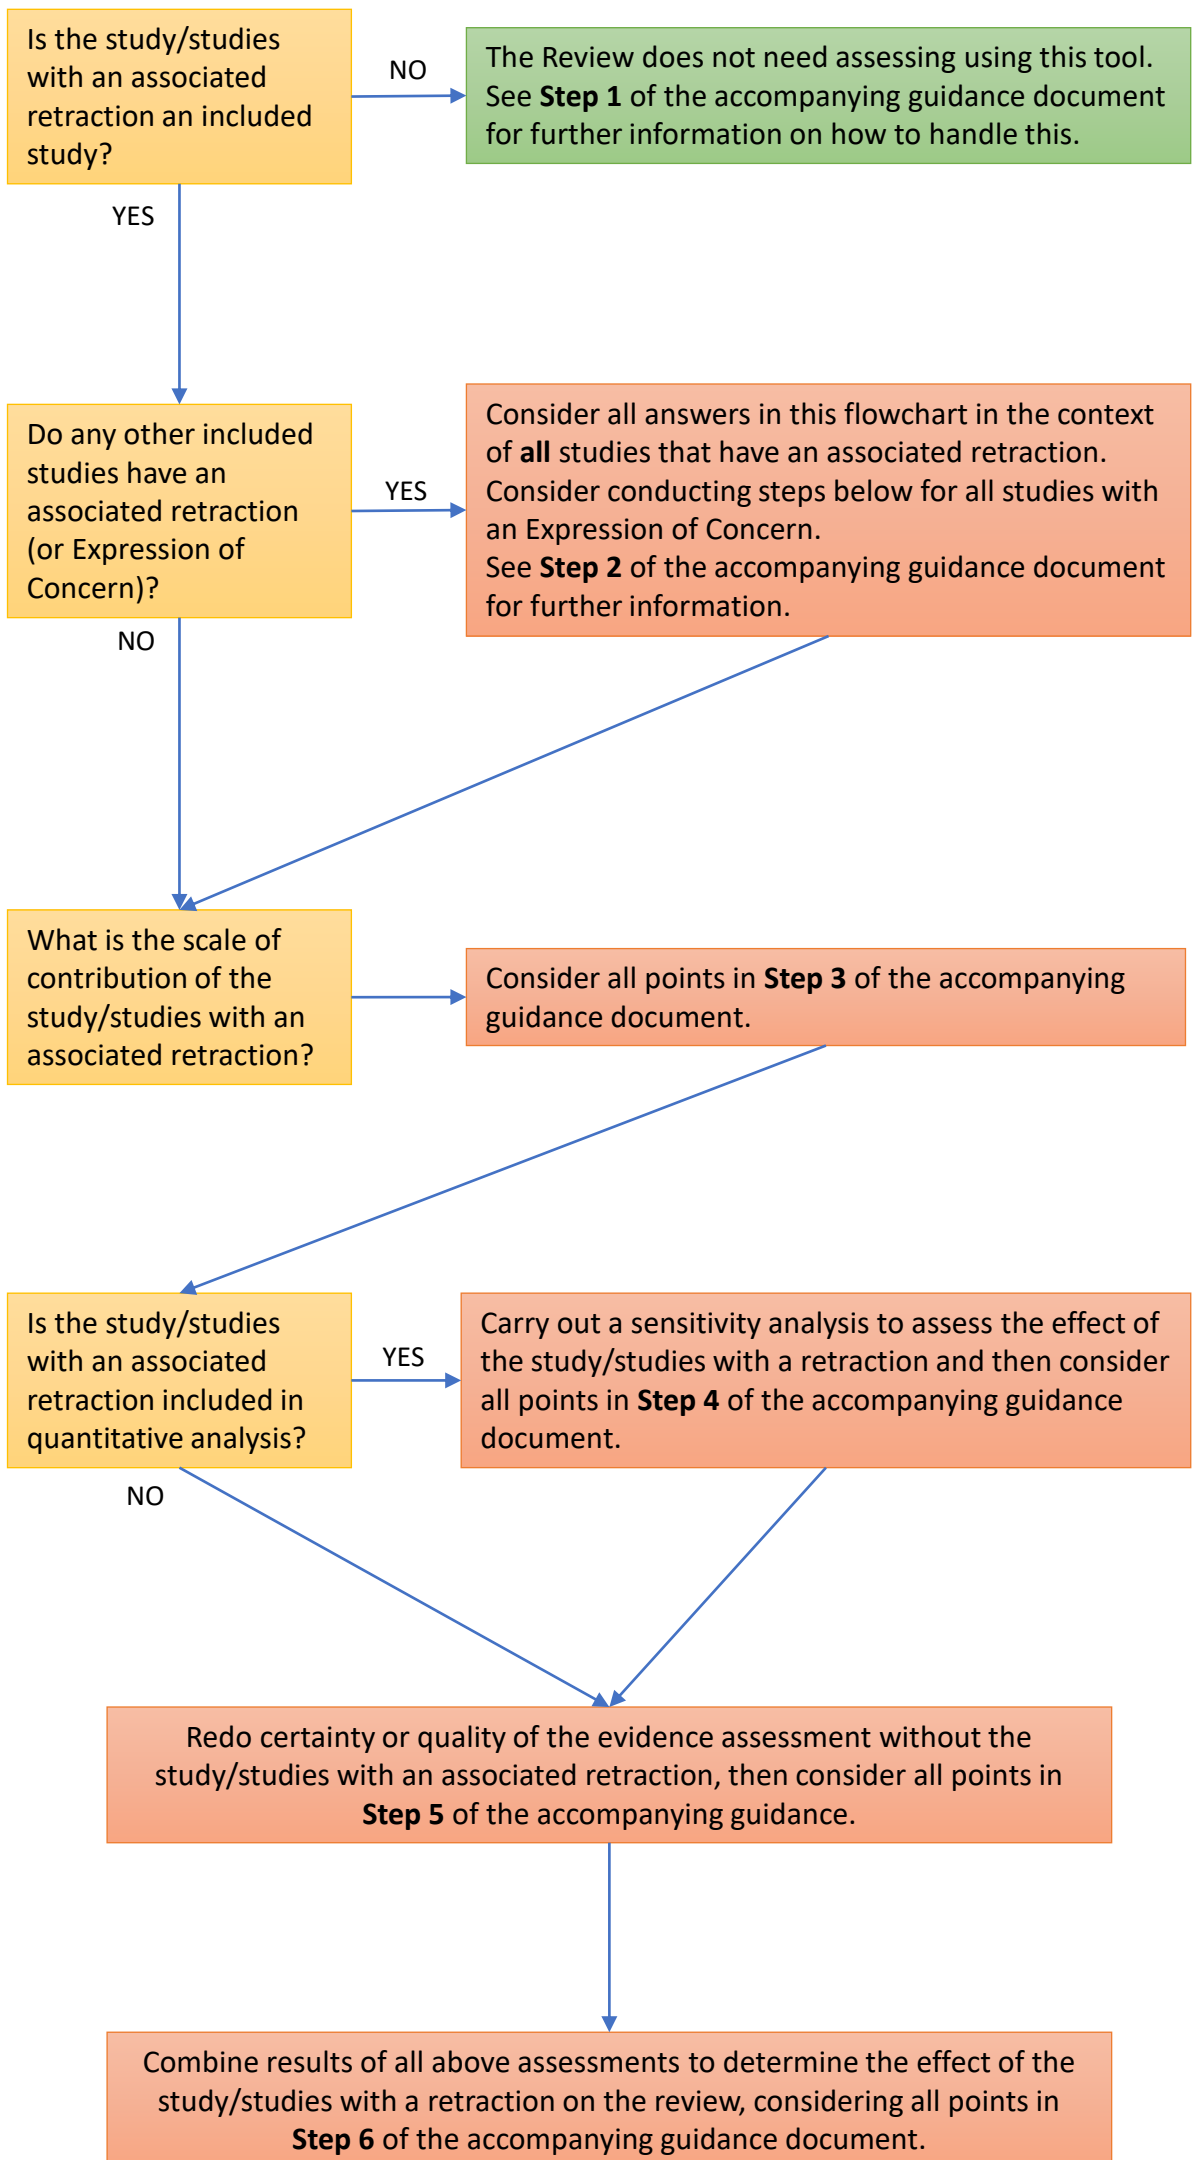 Is the study/studies
with an associated
retraction an included
study?
NO
The Review does not need assessing using this tool.
See Step 1 of the accompanying guidance document
for further information on how to handle this.
YES
Do any other included
studies have an
associated retraction
(or Expression of
Concern)?
YES
Consider all answers in this flowchart in the context
of all studies that have an associated retraction.
Consider conducting steps below for all studies with
an Expression of Concern.
See Step 2 of the accompanying guidance document
for further information.
NO
What is the scale of
contribution of the
study/studies with an
associated retraction?
Consider all points in Step 3 of the accompanying
guidance document.
Is the study/studies
with an associated
retraction included in
quantitative analysis?
YES
Carry out a sensitivity analysis to assess the effect of
the study/studies with a retraction and then consider
all points in Step 4 of the accompanying guidance
document.
NO
Redo certainty or quality of the evidence assessment without the
study/studies with an associated retraction, then consider all points in
Step 5 of the accompanying guidance.
Combine results of all above assessments to determine the effect of the
study/studies with a retraction on the review, considering all points in
Step 6 of the accompanying guidance document.